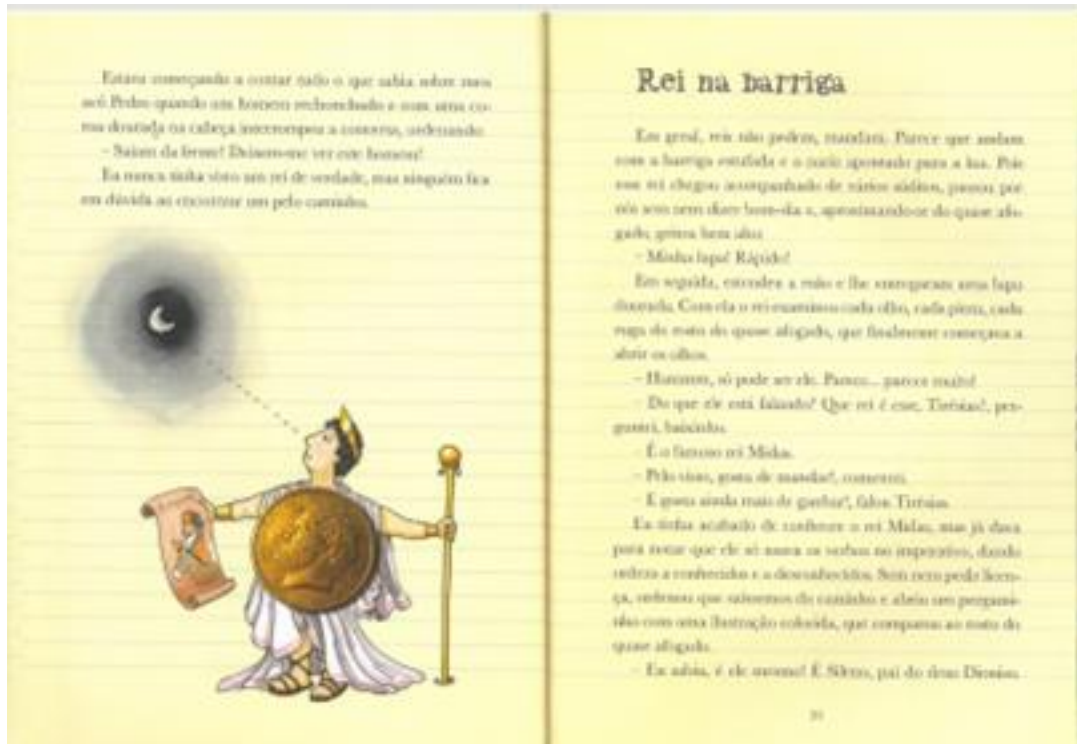 Estava começando a contar tudo o que sabia sobre meu
avô Pedro quando um homem rechonchudo e com uma co-
roa dourada na cabeça interrompeu a conversa, ordenando:
– Saiam da frente! Deixem-me ver este homem!
Eu nunca tinha visto um rei de verdade, mas ninguém fica
em dúvida ao encontrar um pelo caminho.
Rei na barriga
Em geral, reis não pedem, mandam. Parece que andam
com a barriga estufada e o nariz apontado para a lua. Pois
esse rei chegou acompanhado de vários súditos, passou por
nós sem nem dizer bom-dia e, aproximando-se do quase afo-
gado, gritou bem alto:
– Minha lupa! Rápido!
Em seguida, estendeu a mão e lhe entregaram uma lupa
dourada. Com ela o rei examinou cada olho, cada pinta, cada
ruga do rosto do quase afogado, que finalmente começava a
abrir os olhos.
– Hummm, só pode ser ele. Parece... parece muito!
– Do que ele está falando? Que rei é esse, Tirésias?, per-
guntei, baixinho.
– É o famoso rei Midas.
– Pelo visto, gosta de mandar!, comentei.
– E gosta ainda mais de ganhar!, falou Tirésias.
Eu tinha acabado de conhecer o rei Midas, mas já dava
para notar que ele só usava os verbos no imperativo, dando
ordens a conhecidos e a desconhecidos. Sem nem pedir licen-
ça, ordenou que saíssemos do caminho e abriu um pergami-
nho com uma ilustração colorida, que comparou ao rosto do
quase afogado.
– Eu sabia, é ele mesmo! É Sileno, pai do deus Dioniso.